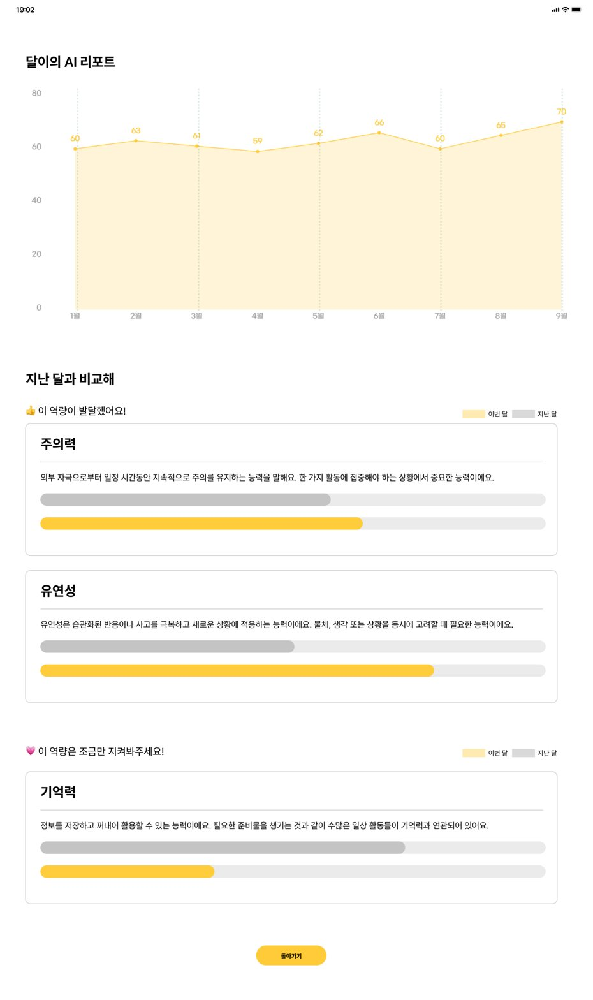 19:02
달이의 AI 리포트
80
60
40
20
0
60
63
61
59
62
66
60
65
70
1월
2월
3월
4월
5월
6월
7월
8월
9월
지난 달과 비교해
👍 이 역량이 발달했어요!
이번 달
지난 달
주의력
외부 자극으로부터 일정 시간동안 지속적으로 주의를 유지하는 능력을 말해요. 한 가지 활동에 집중해야 하는 상황에서 중요한 능력이에요.
유연성
유연성은 습관화된 반응이나 사고를 극복하고 새로운 상황에 적응하는 능력이에요. 물체, 생각 또는 상황을 동시에 고려할 때 필요한 능력이에요.
💗 이 역량은 조금만 지켜봐주세요!
이번 달
지난 달
기억력
정보를 저장하고 꺼내어 활용할 수 있는 능력이에요. 필요한 준비물을 챙기는 것과 같이 수많은 일상 활동들이 기억력과 연관되어 있어요.
돌아가기